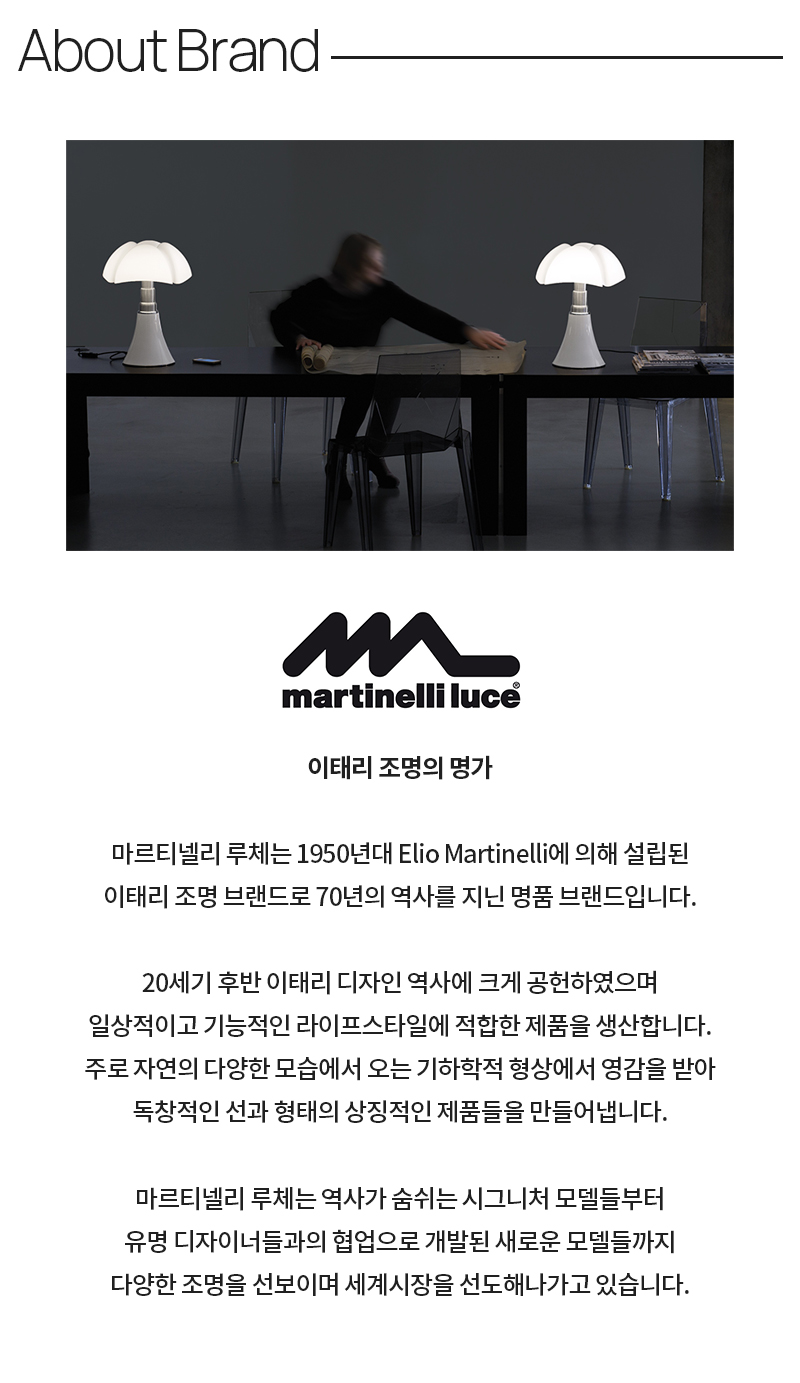 About Brand
martinelli luce®
이태리 조명의 명가
마르티넬리 루체는 1950년대 Elio Martinelli에 의해 설립된
이태리 조명 브랜드로 70년의 역사를 지닌 명품 브랜드입니다.
20세기 후반 이태리 디자인 역사에 크게 공헌하였으며
일상적이고 기능적인 라이프스타일에 적합한 제품을 생산합니다.
주로 자연의 다양한 모습에서 오는 기하학적 형상에서 영감을 받아
독창적인 선과 형태의 상징적인 제품들을 만들어냅니다.
마르티넬리 루체는 역사가 숨쉬는 시그니처 모델들부터
유명 디자이너들과의 협업으로 개발된 새로운 모델들까지
다양한 조명을 선보이며 세계시장을 선도해나가고 있습니다.